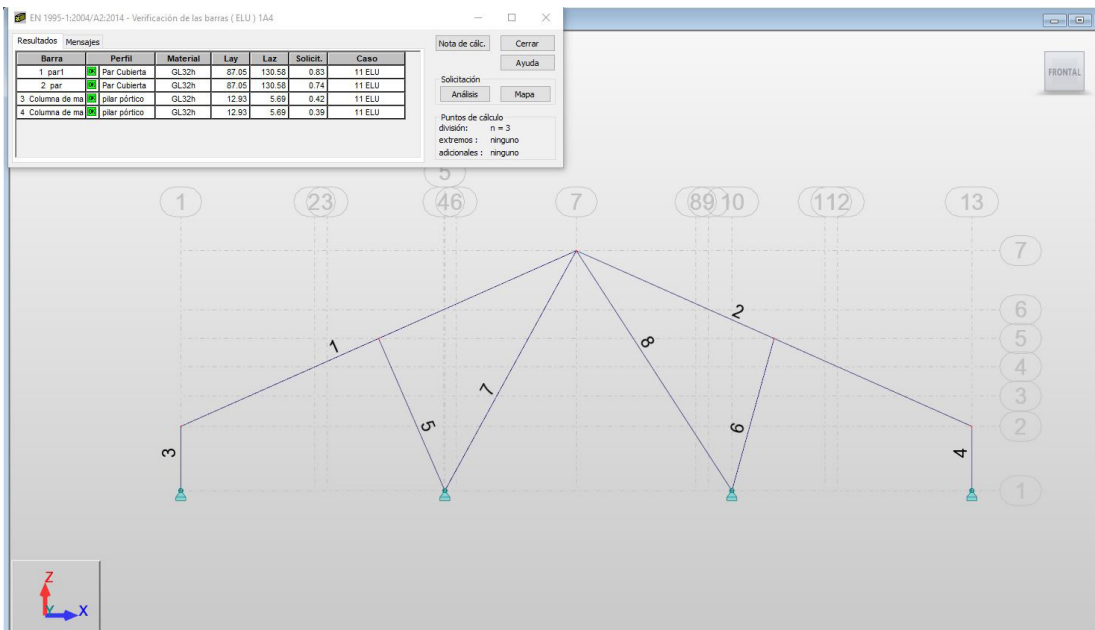 EN 1995-1:2004/A2:2014 - Verificación de las barras ( ELU ) 1A4
Resultados Mensajes
Barra Perfil Material Lay Laz Solicit. Caso
1 par1 OK Par Cubierta GL32h 87.05 130.58 0.83 11 ELU
2 par OK Par Cubierta GL32h 87.05 130.58 0.74 11 ELU
3 Columna de ma OK pilar pórtico GL32h 12.93 5.69 0.42 11 ELU
4 Columna de ma OK pilar pórtico GL32h 12.93 5.69 0.39 11 ELU
Nota de cálc. Cerrar
Ayuda
Solicitación
Análisis Mapa
Puntos de cálculo
división: n = 3
extremos : ninguno
adicionales : ninguno
FRONTAL
5
1 23 46 7 89 10 112 13
7
6
5
4
3
2
1
1
2
3
4
5
6
7
8
Z
Y X